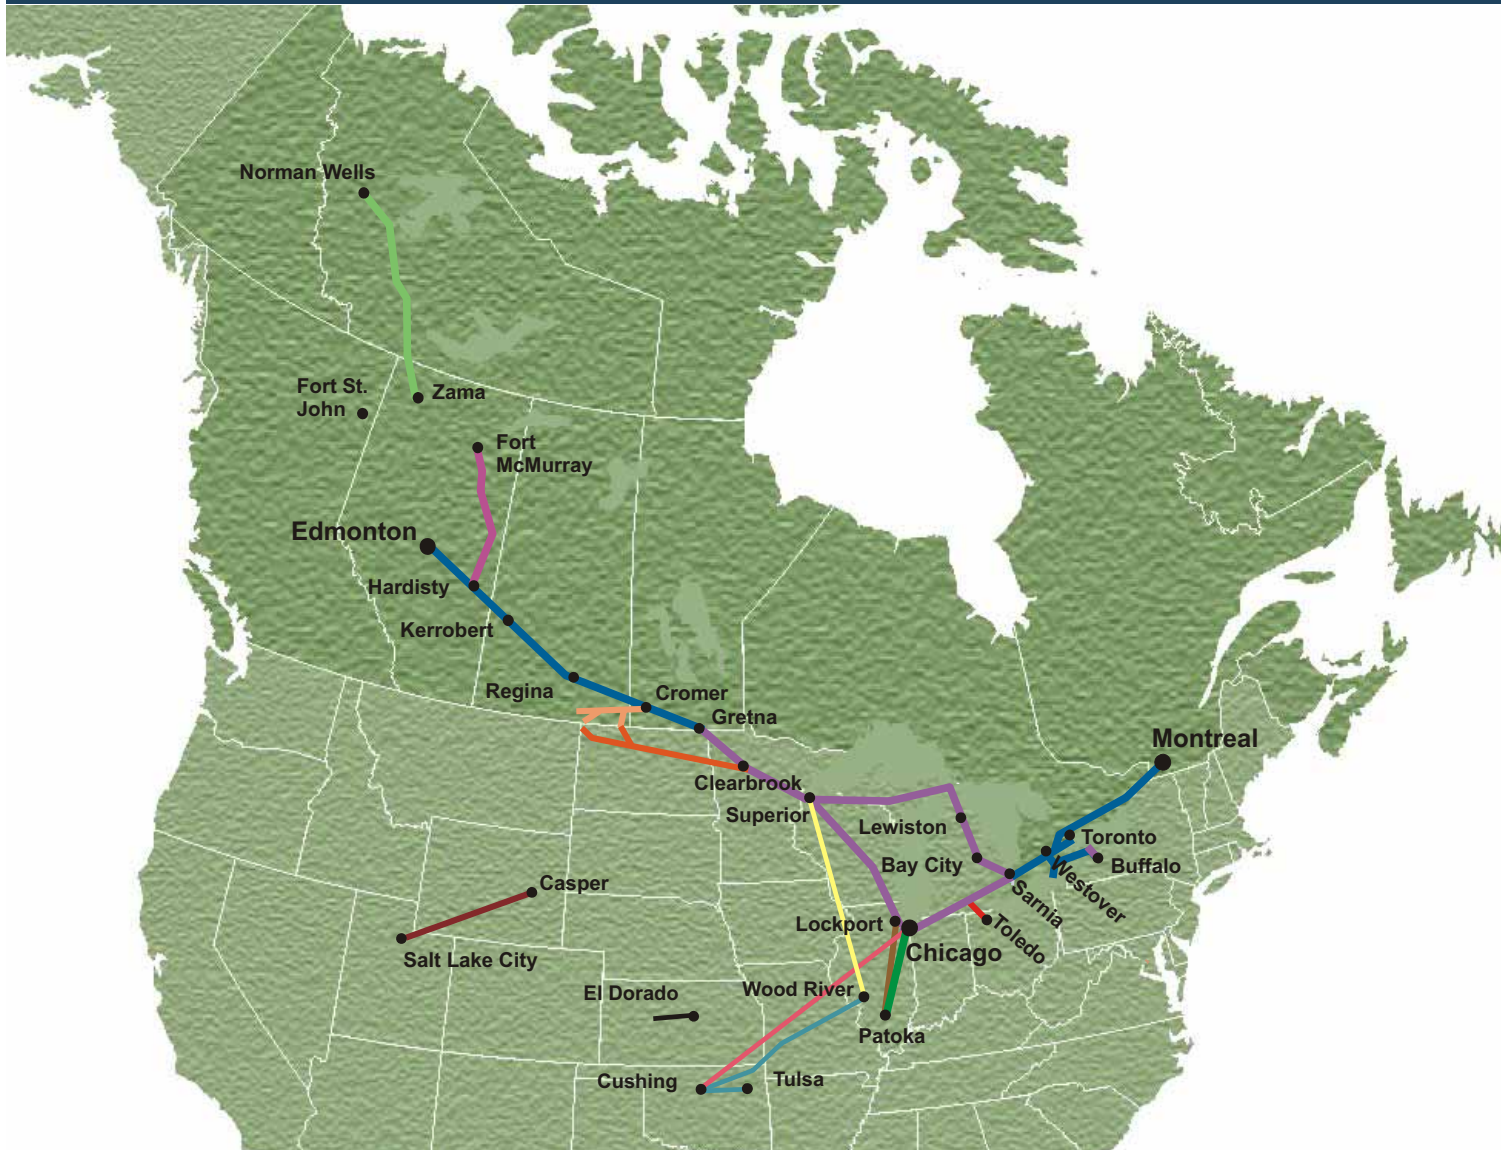 Norman Wells
Fort St.
John
Zama
Fort
McMurray
Edmonton
Hardisty
Kerrobert
Regina
Cromer
Gretna
Montreal
Clearbrook
Superior
Lewiston
Toronto
Bay City
Buffalo
Westover
Sarnia
Casper
Lockport
Toledo
Chicago
Salt Lake City
El Dorado
Wood River
Patoka
Cushing
Tulsa